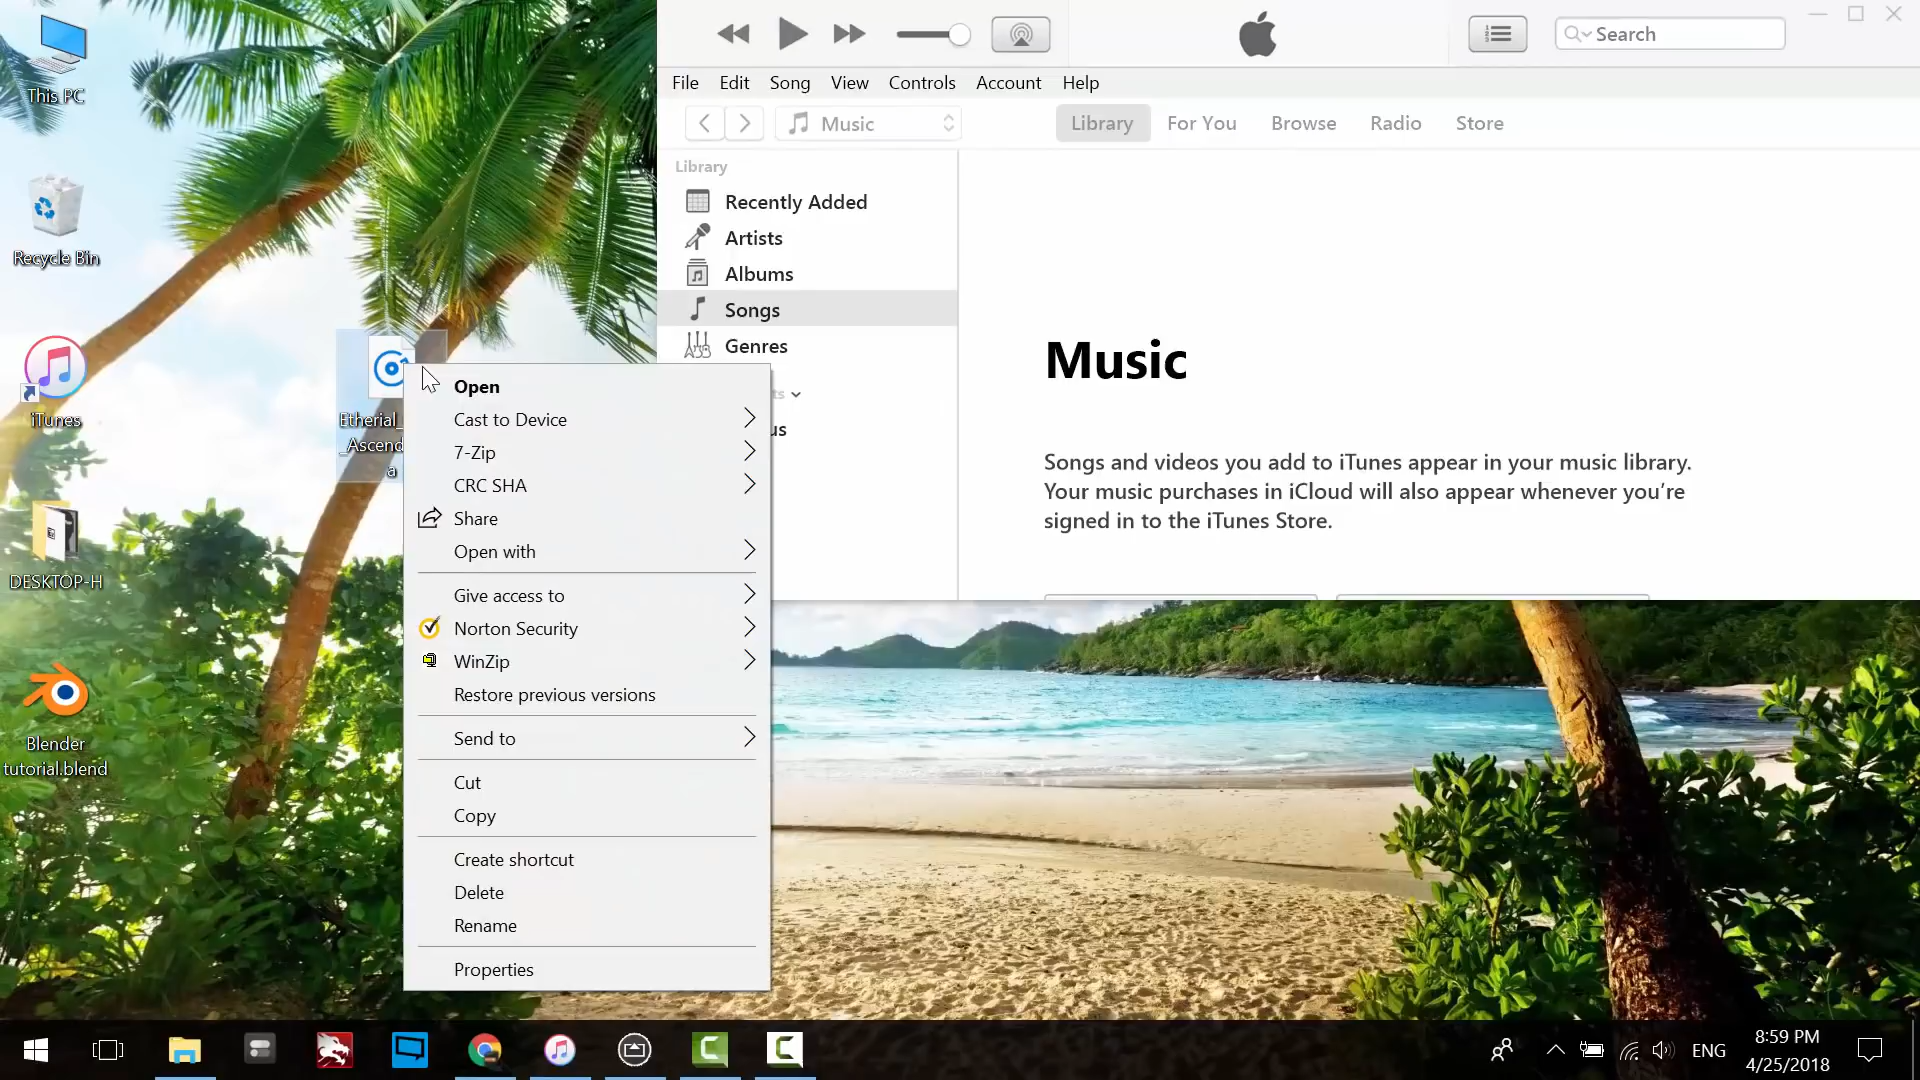 This PC
Recycle Bin
iTunes
DESKTOP-H
Blender
tutorial.blend
Etherial_
_Ascend
a
Search
File Edit Song View Controls Account Help
Music
Library For You Browse Radio Store
Library
Recently Added
Artists
Albums
Songs
Genres
ts
us
Music
Songs and videos you add to iTunes appear in your music library.
Your music purchases in iCloud will also appear whenever you’re
signed in to the iTunes Store.
Open
Cast to Device
7-Zip
CRC SHA
Share
Open with
Give access to
Norton Security
WinZip
Restore previous versions
Send to
Cut
Copy
Create shortcut
Delete
Rename
Properties
ENG
8:59 PM
4/25/2018